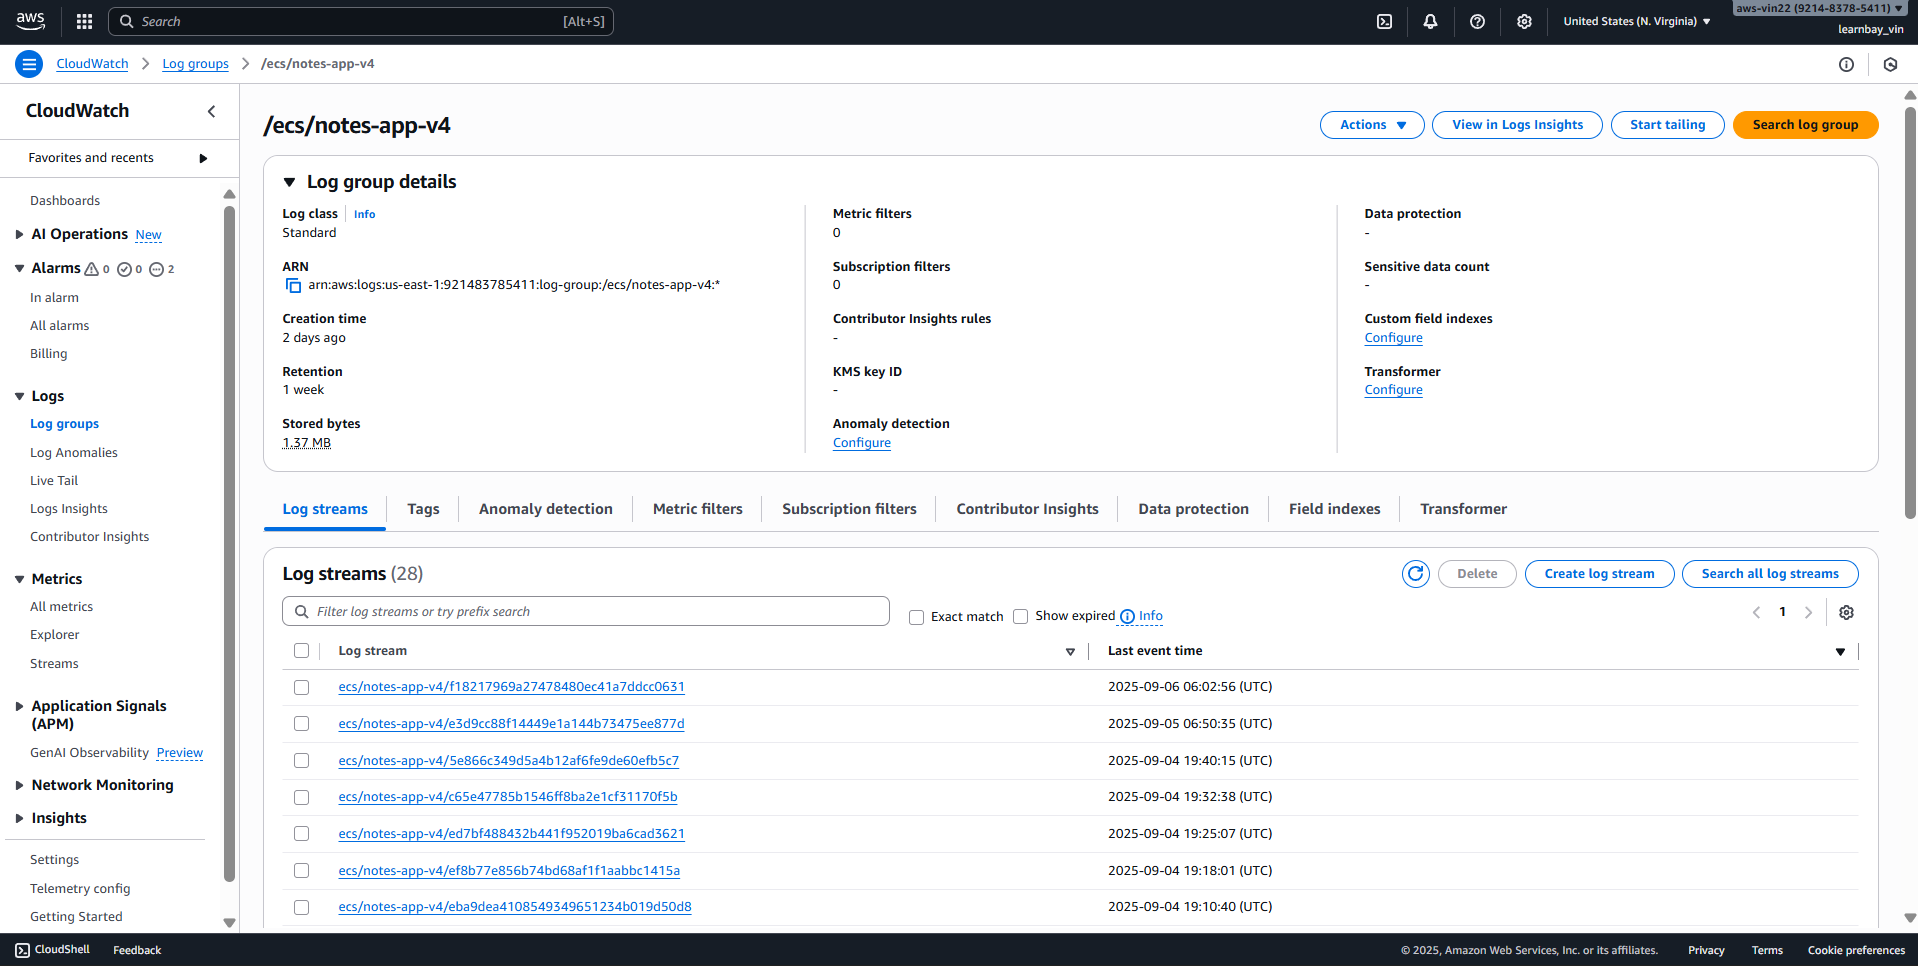 aws
Search
[Alt+S]
United States (N. Virginia)
aws-vin22 (9214-8378-5411)
learnbay_vin
CloudWatch
Log groups
/ecs/notes-app-v4
CloudWatch
Favorites and recents
Dashboards
AI Operations New
Alarms 0 0 2
In alarm
All alarms
Billing
Logs
Log groups
Log Anomalies
Live Tail
Logs Insights
Contributor Insights
Metrics
All metrics
Explorer
Streams
Application Signals
(APM)
GenAI Observability Preview
Network Monitoring
Insights
Settings
Telemetry config
Getting Started
/ecs/notes-app-v4
Actions
View in Logs Insights
Start tailing
Search log group
Log group details
Log class Info
Standard
ARN
arn:aws:logs:us-east-1:921483785411:log-group:/ecs/notes-app-v4:*
Creation time
2 days ago
Retention
1 week
Stored bytes
1.37 MB
Metric filters
0
Subscription filters
0
Contributor Insights rules
-
KMS key ID
-
Anomaly detection
Configure
Data protection
-
Sensitive data count
-
Custom field indexes
Configure
Transformer
Configure
Log streams
Tags
Anomaly detection
Metric filters
Subscription filters
Contributor Insights
Data protection
Field indexes
Transformer
Log streams (28)
Delete
Create log stream
Search all log streams
Filter log streams or try prefix search
Exact match
Show expired
Info
1
Log stream
Last event time
ecs/notes-app-v4/f18217969a27478480ec41a7ddcc0631 2025-09-06 06:02:56 (UTC)
ecs/notes-app-v4/e3d9cc88f14449e1a144b73475ee877d 2025-09-05 06:50:35 (UTC)
ecs/notes-app-v4/5e866c349d5a4b12af6fe9de60efb5c7 2025-09-04 19:40:15 (UTC)
ecs/notes-app-v4/c65e47785b1546ff8ba2e1cf31170f5b 2025-09-04 19:32:38 (UTC)
ecs/notes-app-v4/ed7bf488432b441f952019ba6cad3621 2025-09-04 19:25:07 (UTC)
ecs/notes-app-v4/ef8b77e856b74bd68af1f1aabbc1415a 2025-09-04 19:18:01 (UTC)
ecs/notes-app-v4/eba9dea4108549349651234b019d50d8 2025-09-04 19:10:40 (UTC)
CloudShell
Feedback
© 2025, Amazon Web Services, Inc. or its affiliates.
Privacy
Terms
Cookie preferences